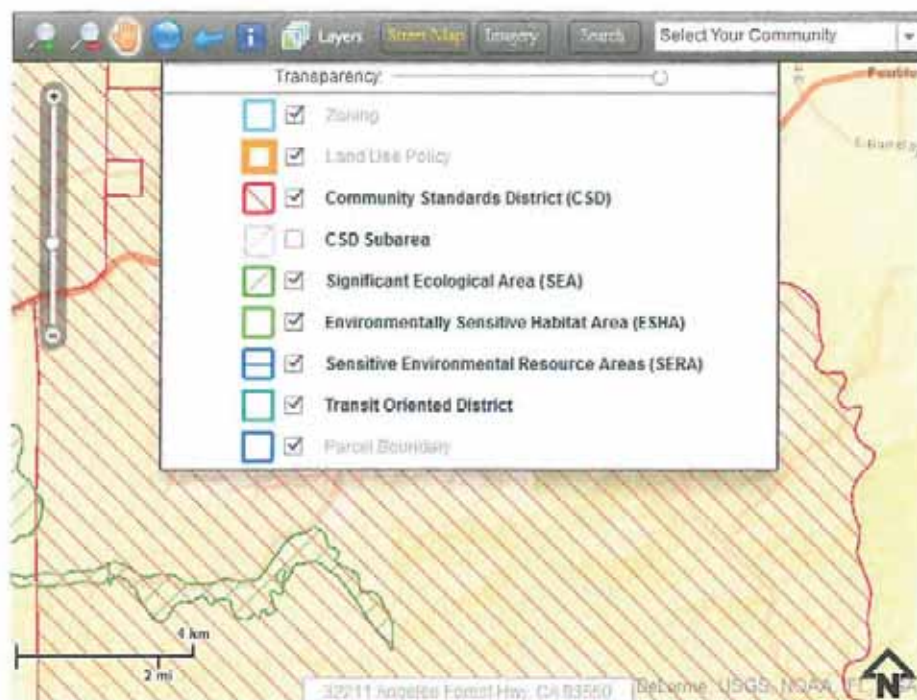 Layers Street Map Imagery Search Select Your Community
Transparency:
Zoning
Land Use Policy
Community Standards District (CSD)
CSD Subarea
Significant Ecological Area (SEA)
Environmentally Sensitive Habitat Area (ESHA)
Sensitive Environmental Resource Areas (SERA)
Transit Oriented District
Parcel Boundary
4 km
2 mi
32211 Angeles Forest Hwy, CA 93550
DeLorme, USGS, NOAA
N